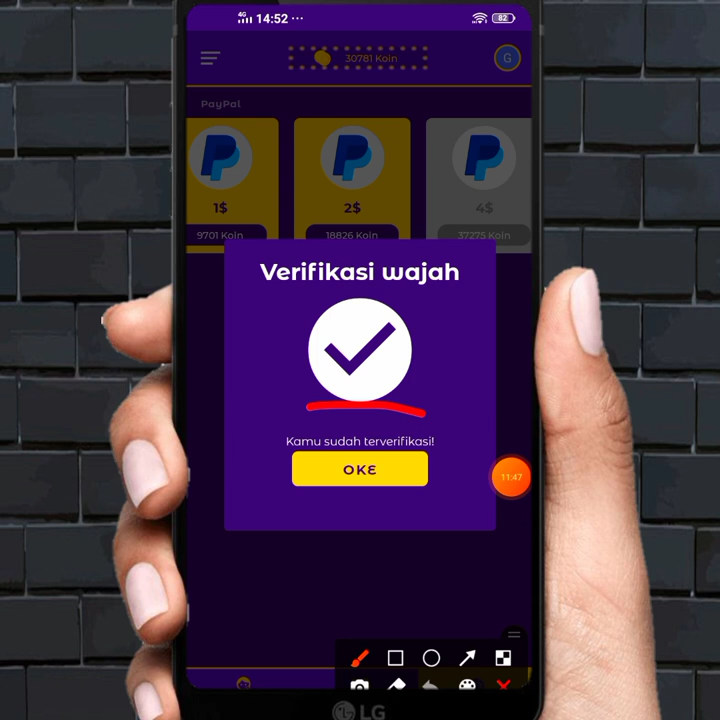 4G 14:52 ... 82
30781 Koin
G
PayPal
1$
2$
4$
9701 Koin
18826 Koin
37275 Koin
Verifikasi wajah
Kamu sudah terverifikasi!
OKE
11:47
LG